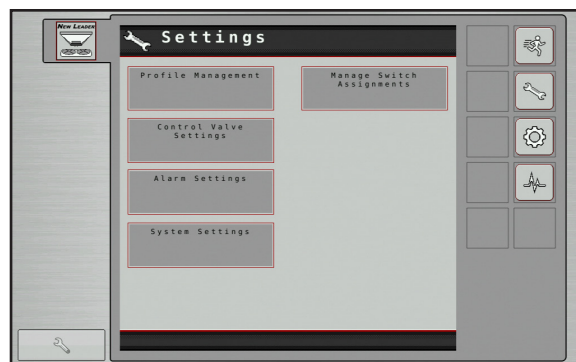 NEW LEADER
Settings
Profile Management
Manage Switch
Assignments
Control Valve
Settings
Alarm Settings
System Settings